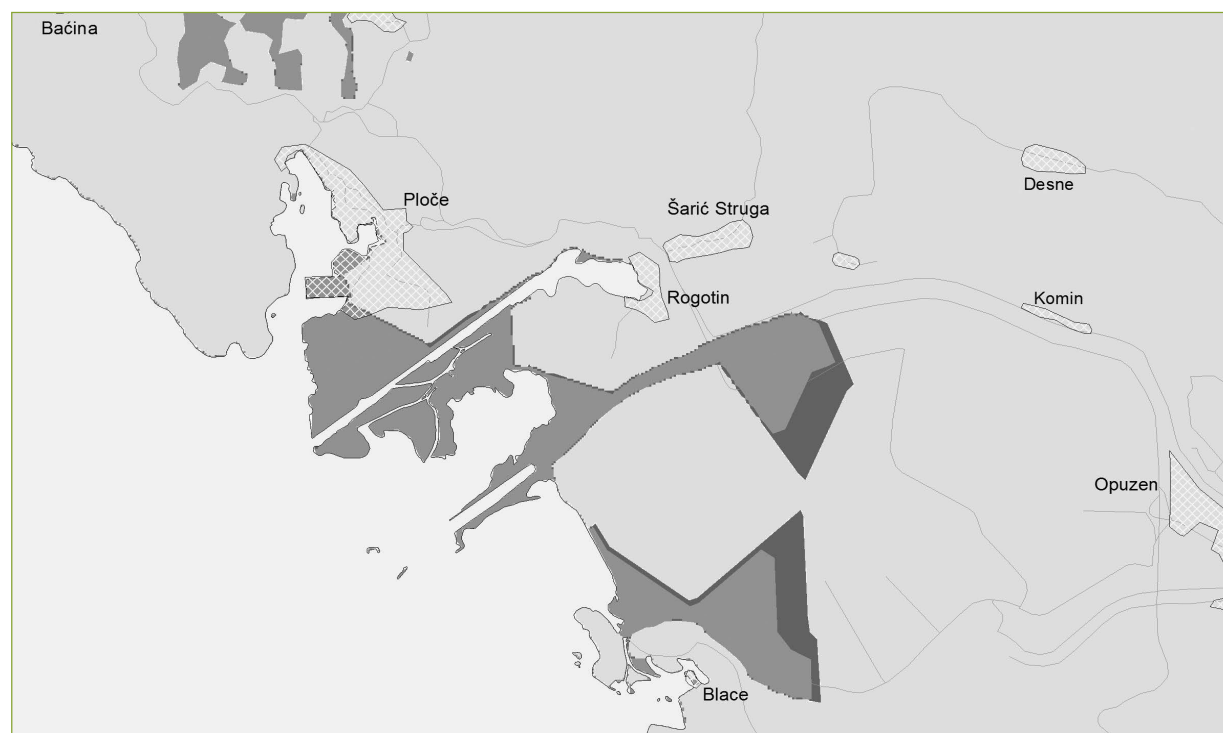 Baćina
Ploče
Šarić Struga
Desne
Rogotin
Komin
Opuzen
Blace